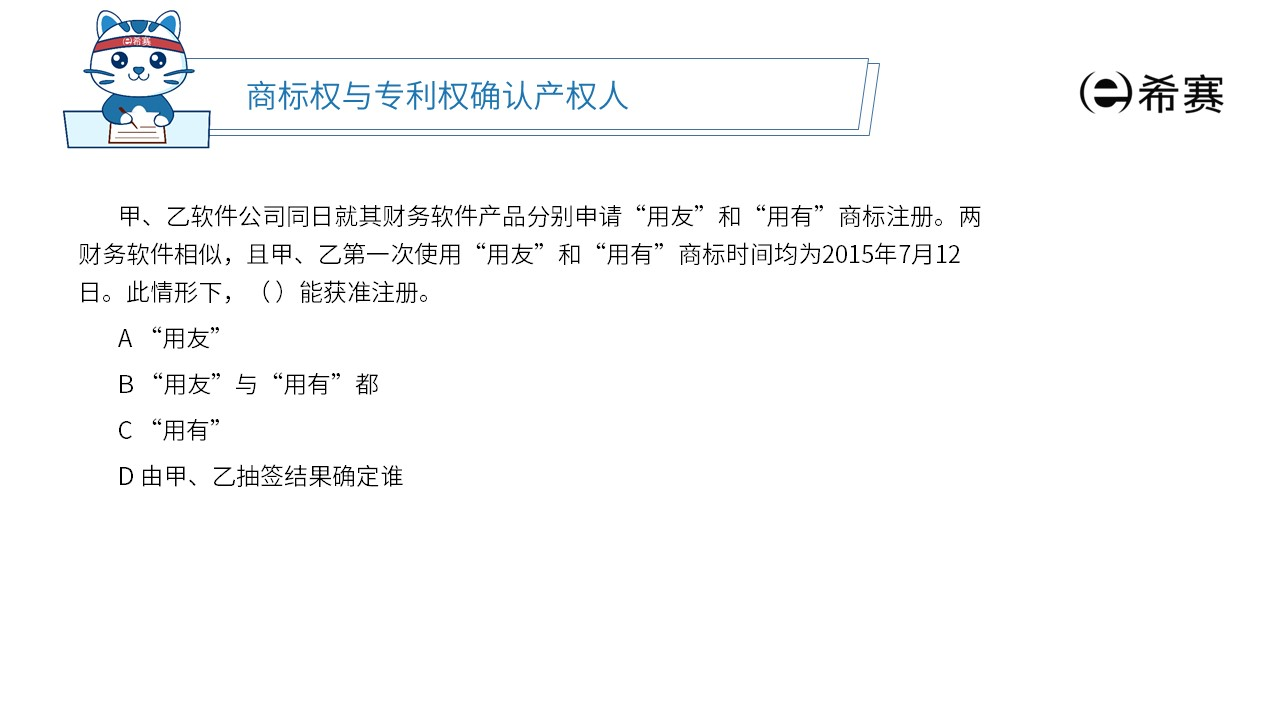 希赛
商标权与专利权确认产权人
希赛
甲、乙软件公司同日就其财务软件产品分别申请“用友”和“用有”商标注册。两
财务软件相似，且甲、乙第一次使用“用友”和“用有”商标时间均为2015年7月12
日。此情形下，（ ）能获准注册。
A “用友”
B “用友”与“用有”都
C “用有”
D 由甲、乙抽签结果确定谁